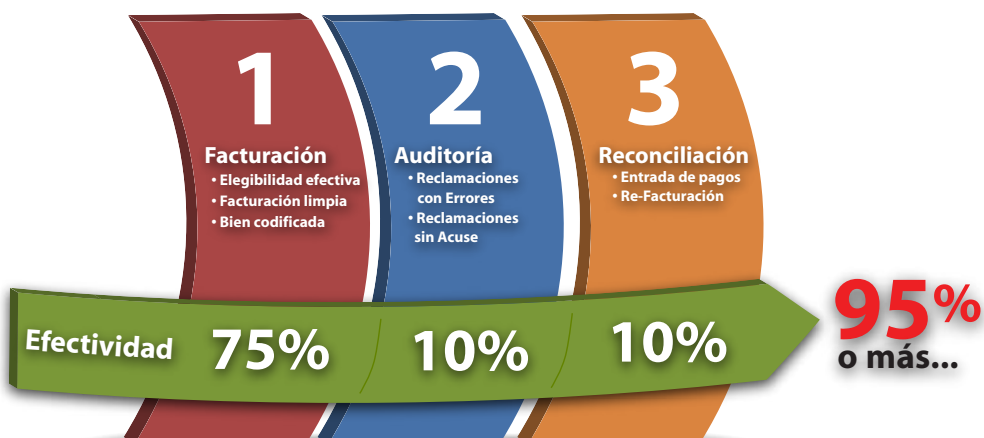 1
Facturación
• Elegibilidad efectiva
• Facturación limpia
• Bien codificada
2
Auditoría
• Reclamaciones
con Errores
• Reclamaciones
sin Acuse
3
Reconciliación
• Entrada de pagos
• Re-Facturación
Efectividad
75%
10%
10%
95%
o más...